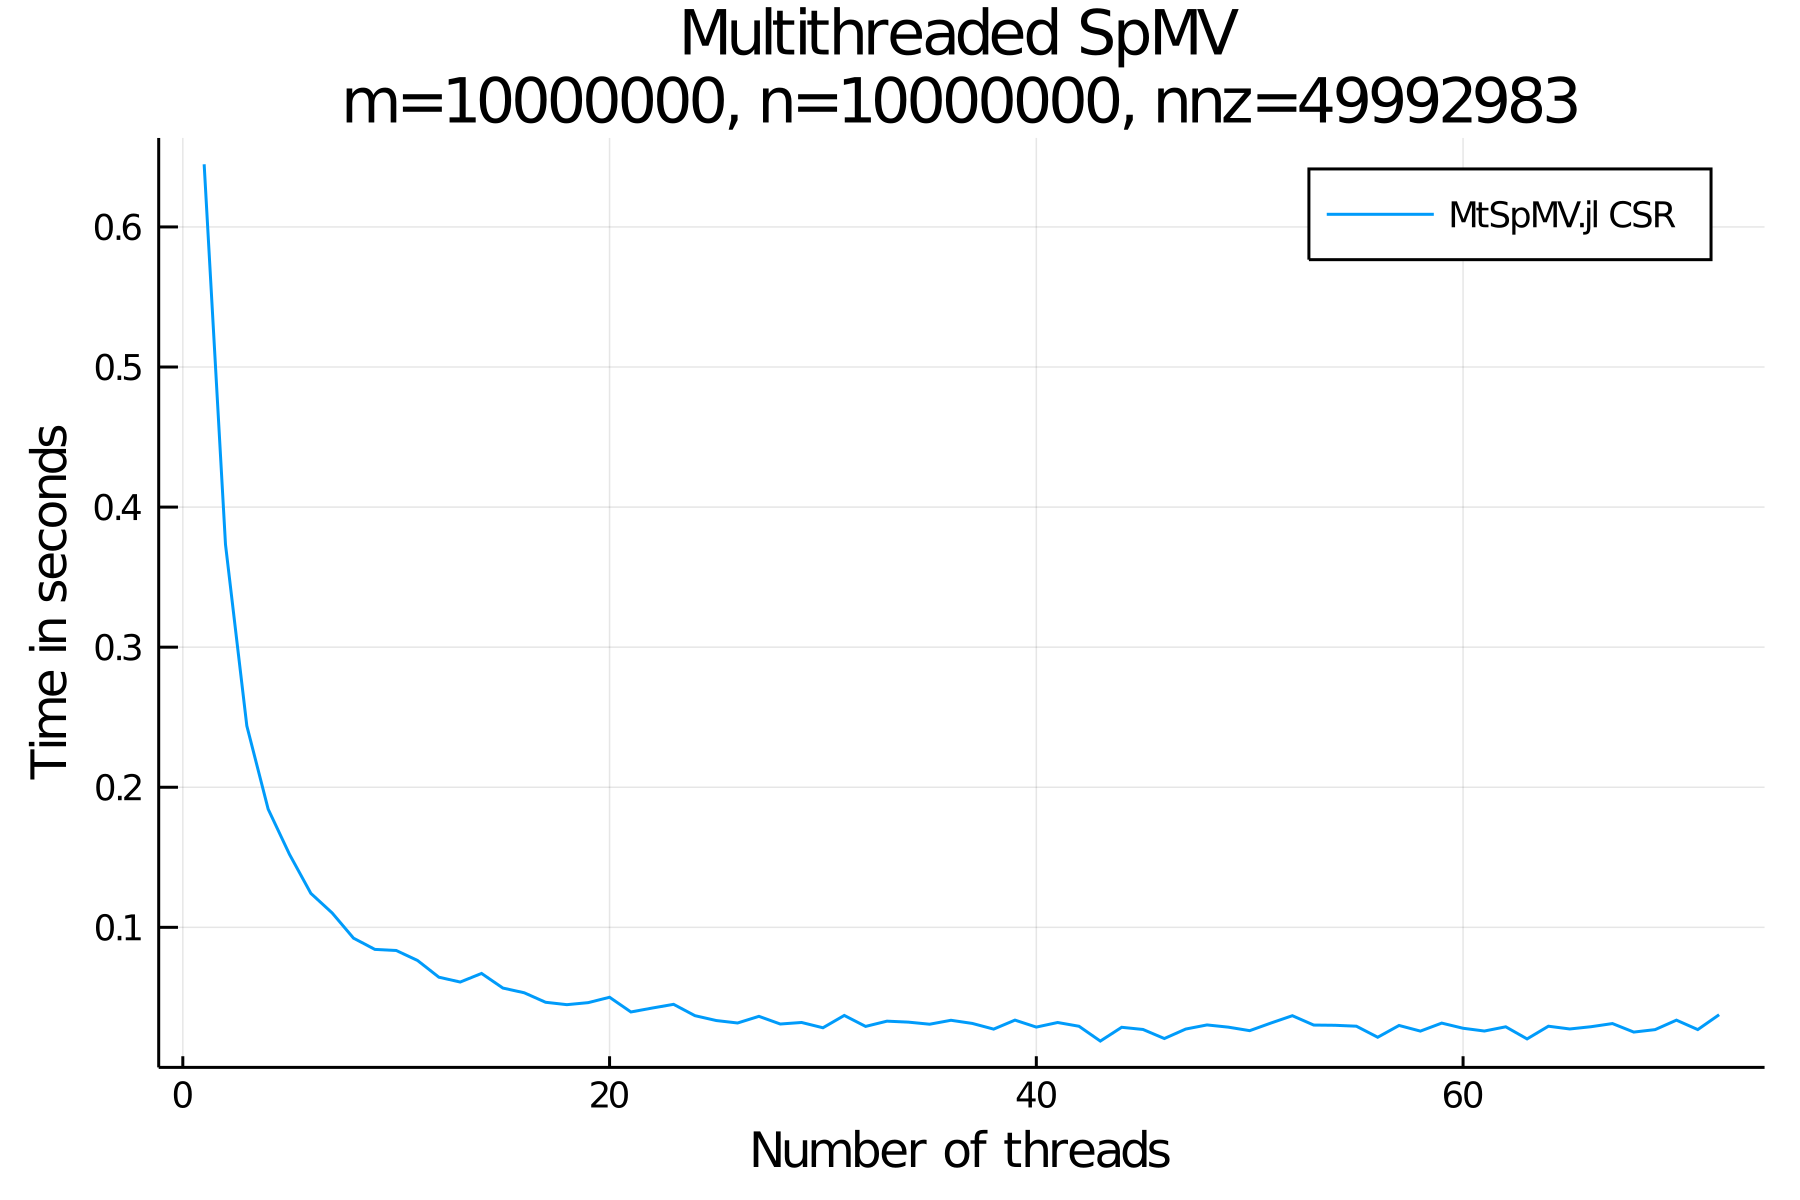 Multithreaded SpMV
m=10000000, n=10000000, nnz=49992983
MtSpMV.jl CSR
Time in seconds
0.6
0.5
0.4
0.3
0.2
0.1
0
20
40
60
Number of threads